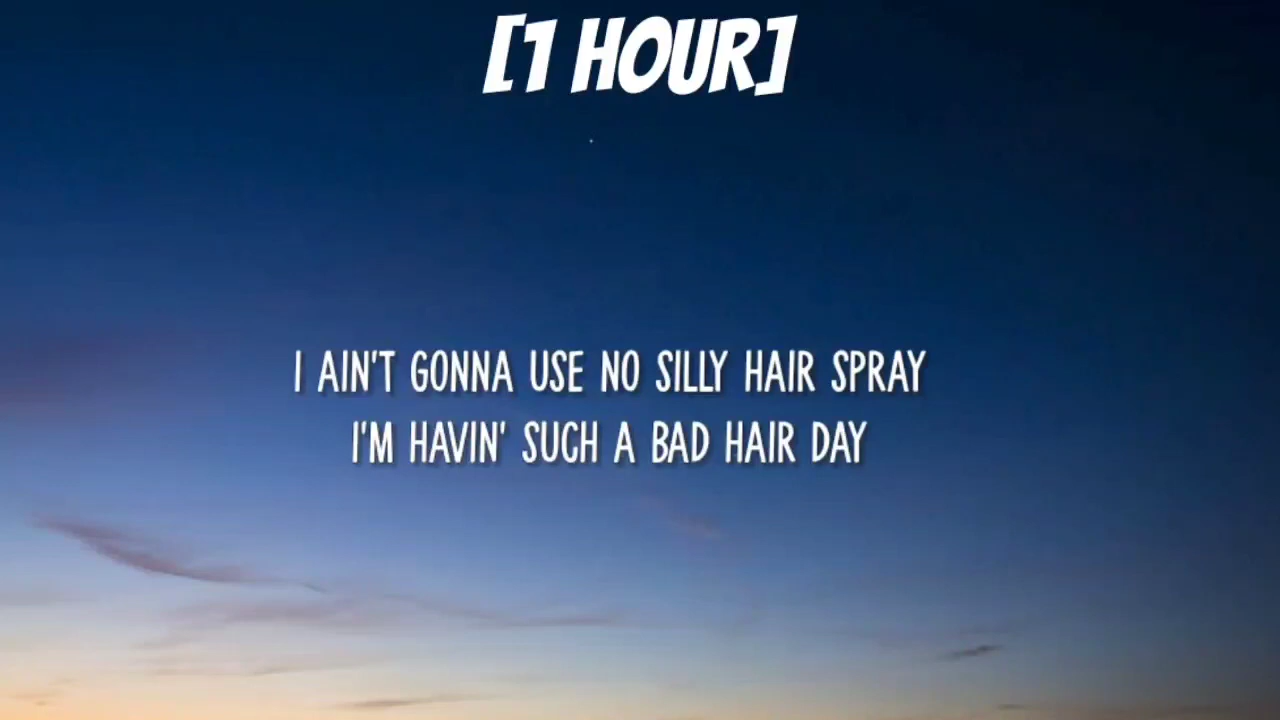 [1 HOUR]
I AIN'T GONNA USE NO SILLY HAIR SPRAY
I'M HAVIN' SUCH A BAD HAIR DAY